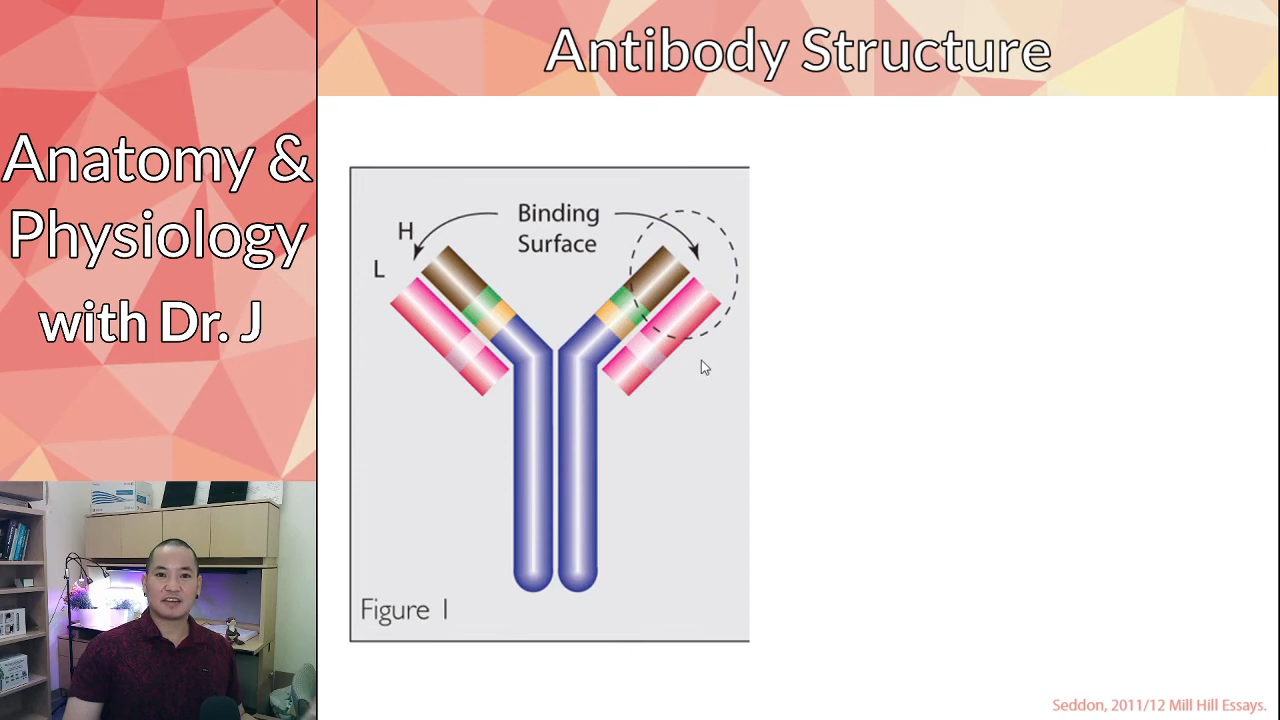 Anatomy &
Physiology
with Dr. J
Antibody Structure
Binding
Surface
H
L
Figure 1
Seddon, 2011/12 Mill Hill Essays.